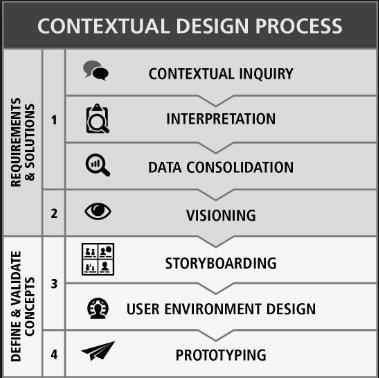 CONTEXTUAL DESIGN PROCESS
REQUIREMENTS
& SOLUTIONS
1
CONTEXTUAL INQUIRY
INTERPRETATION
DATA CONSOLIDATION
2
VISIONING
DEFINE & VALIDATE
CONCEPTS
3
STORYBOARDING
USER ENVIRONMENT DESIGN
4
PROTOTYPING